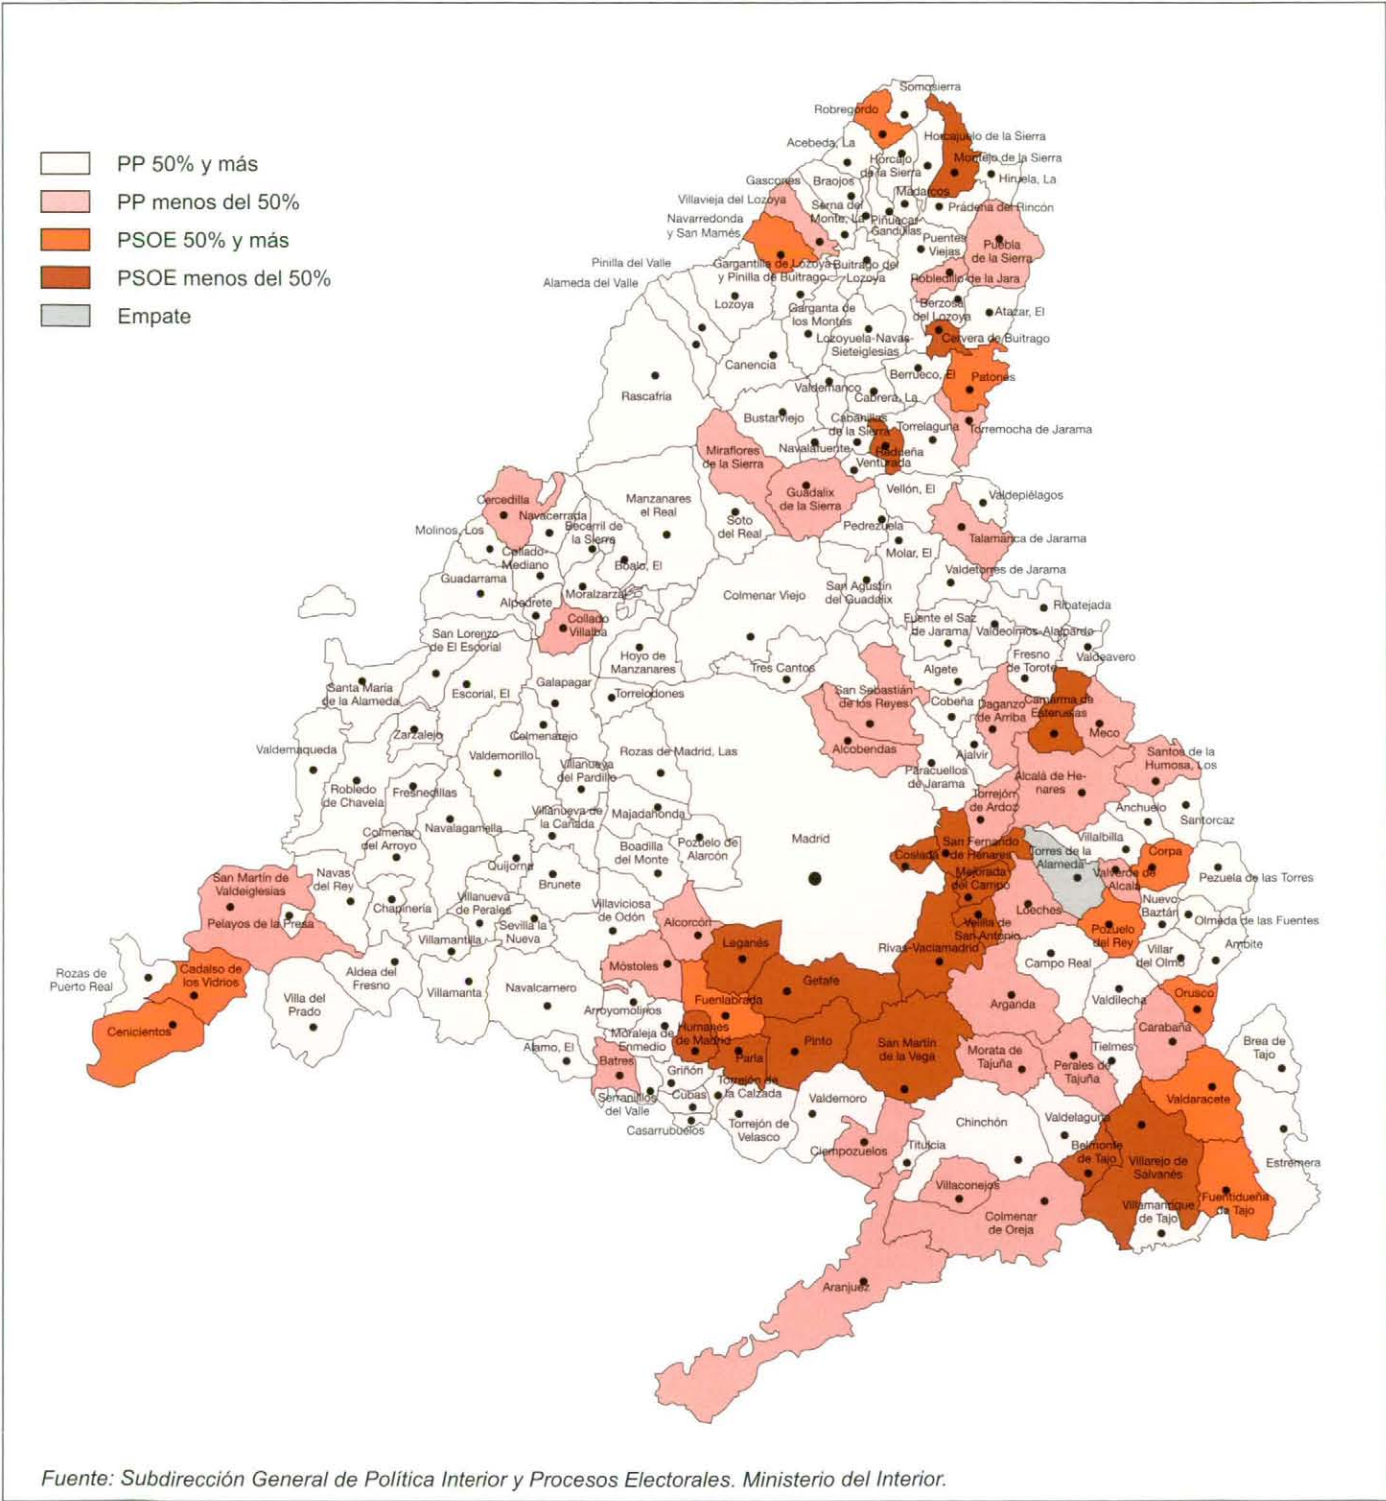 PP 50% y más
PP menos del 50%
PSOE 50% y más
PSOE menos del 50%
Empate
Somosierra
Robregordo
Horcajuelo de la Sierra
Acebeda, La
Montejo de la Sierra
Horcajo
de la Sierra
Hiruela, La
Gascones
Braojos
Madarcos
Villavieja del Lozoya
Serna del
Monte, La
Prádena del Rincón
Piñuécar-
Gandullas
Navarredonda
y San Mamés
Puentes
Viejas
Puebla
de la Sierra
Pinilla del Valle
Gargantilla de Lozoya
y Pinilla de Buitrago
Buitrago del
Lozoya
Robledillo de la Jara
Alameda del Valle
Lozoya
Garganta de
los Montes
Berzosa
del Lozoya
Atazar, El
Lozoyuela-Navas-
Sieteiglesias
Cervera de Buitrago
Canencia
Berrueco, El
Patones
Rascafría
Valdemanco
Cabrera, La
Bustarviejo
Cabanillas
de la Sierra
Torrelaguna
Torremocha de Jarama
Miraflores
de la Sierra
Navalafuente
Redueña
Venturada
Guadalix
de la Sierra
Vellón, El
Valdepiélagos
Cercedilla
Navacerrada
Manzanares
el Real
Soto
del Real
Pedrezuela
Molinos, Los
Becerril de
la Sierra
Talamanca de Jarama
Collado-
Mediano
Boalo, El
Molar, El
Guadarrama
Moralzarzal
Colmenar Viejo
San Agustín
del Guadalix
Valdetorres de Jarama
Alpedrete
Collado
Villalba
Ribatejada
Fuente el Saz
de Jarama
Valdeolmos-Alalpardo
San Lorenzo
de El Escorial
Hoyo de
Manzanares
Tres Cantos
Algete
Fresno
de Torote
Valdeavero
Santa María
de la Alameda
Escorial, El
Galapagar
Torrelodones
San Sebastián
de los Reyes
Cobeña
Daganzo
de Arriba
Camarma de
Esteruelas
Meco
Zarzalejo
Colmenarejo
Valdemaqueda
Valdemorillo
Rozas de Madrid, Las
Alcobendas
Ajalvir
Santos de la
Humosa, Los
Villanueva
del Pardillo
Paracuellos
de Jarama
Alcalá de He-
nares
Robledo
de Chavela
Fresnedillas
Torrejón
de Ardoz
Anchuelo
Santorcaz
Villanueva de
la Cañada
Majadahonda
Colmenar
del Arroyo
Navalagamella
Madrid
Villalbilla
Boadilla
del Monte
Pozuelo de
Alarcón
San Fernando
de Henares
Coslada
Torres de la
Alameda
Corpa
Quijorna
Mejorada
del Campo
Valverde de
Alcalá
Pezuela de las Torres
San Martín de
Valdeiglesias
Navas
del Rey
Brunete
Chapinería
Villanueva
de Perales
Villaviciosa
de Odón
Loeches
Nuevo
Baztán
Pelayos de la Presa
Sevilla la
Nueva
Alcorcón
Velilla de
San Antonio
Olmeda de las Fuentes
Pozuelo
del Rey
Villamantilla
Leganés
Rivas-Vaciamadrid
Villar
del Olmo
Ambite
Rozas de
Puerto Real
Cadalso de
los Vidrios
Aldea del
Fresno
Móstoles
Campo Real
Getafe
Villa del
Prado
Villamanta
Navalcarnero
Fuenlabrada
Arganda
Valdilecha
Orusco
Cenicientos
Arroyomolinos
Humanes
de Madrid
Carabaña
Moraleja de
Enmedio
Pinto
San Martín
de la Vega
Alamo, El
Parla
Morata de
Tajuña
Perales de
Tajuña
Tielmes
Brea de
Tajo
Batres
Griñón
Torrejón de
la Calzada
Serranillos
del Valle
Cubas
Valdemoro
Valdaracete
Casarrubuelos
Torrejón de
Velasco
Chinchón
Valdelaguna
Ciempozuelos
Titulcia
Belmonte
de Tajo
Villarejo de
Salvanés
Estremera
Villaconejos
Villamanrique
de Tajo
Fuentidueña
de Tajo
Colmenar
de Oreja
Aranjuez
Fuente: Subdirección General de Política Interior y Procesos Electorales. Ministerio del Interior.